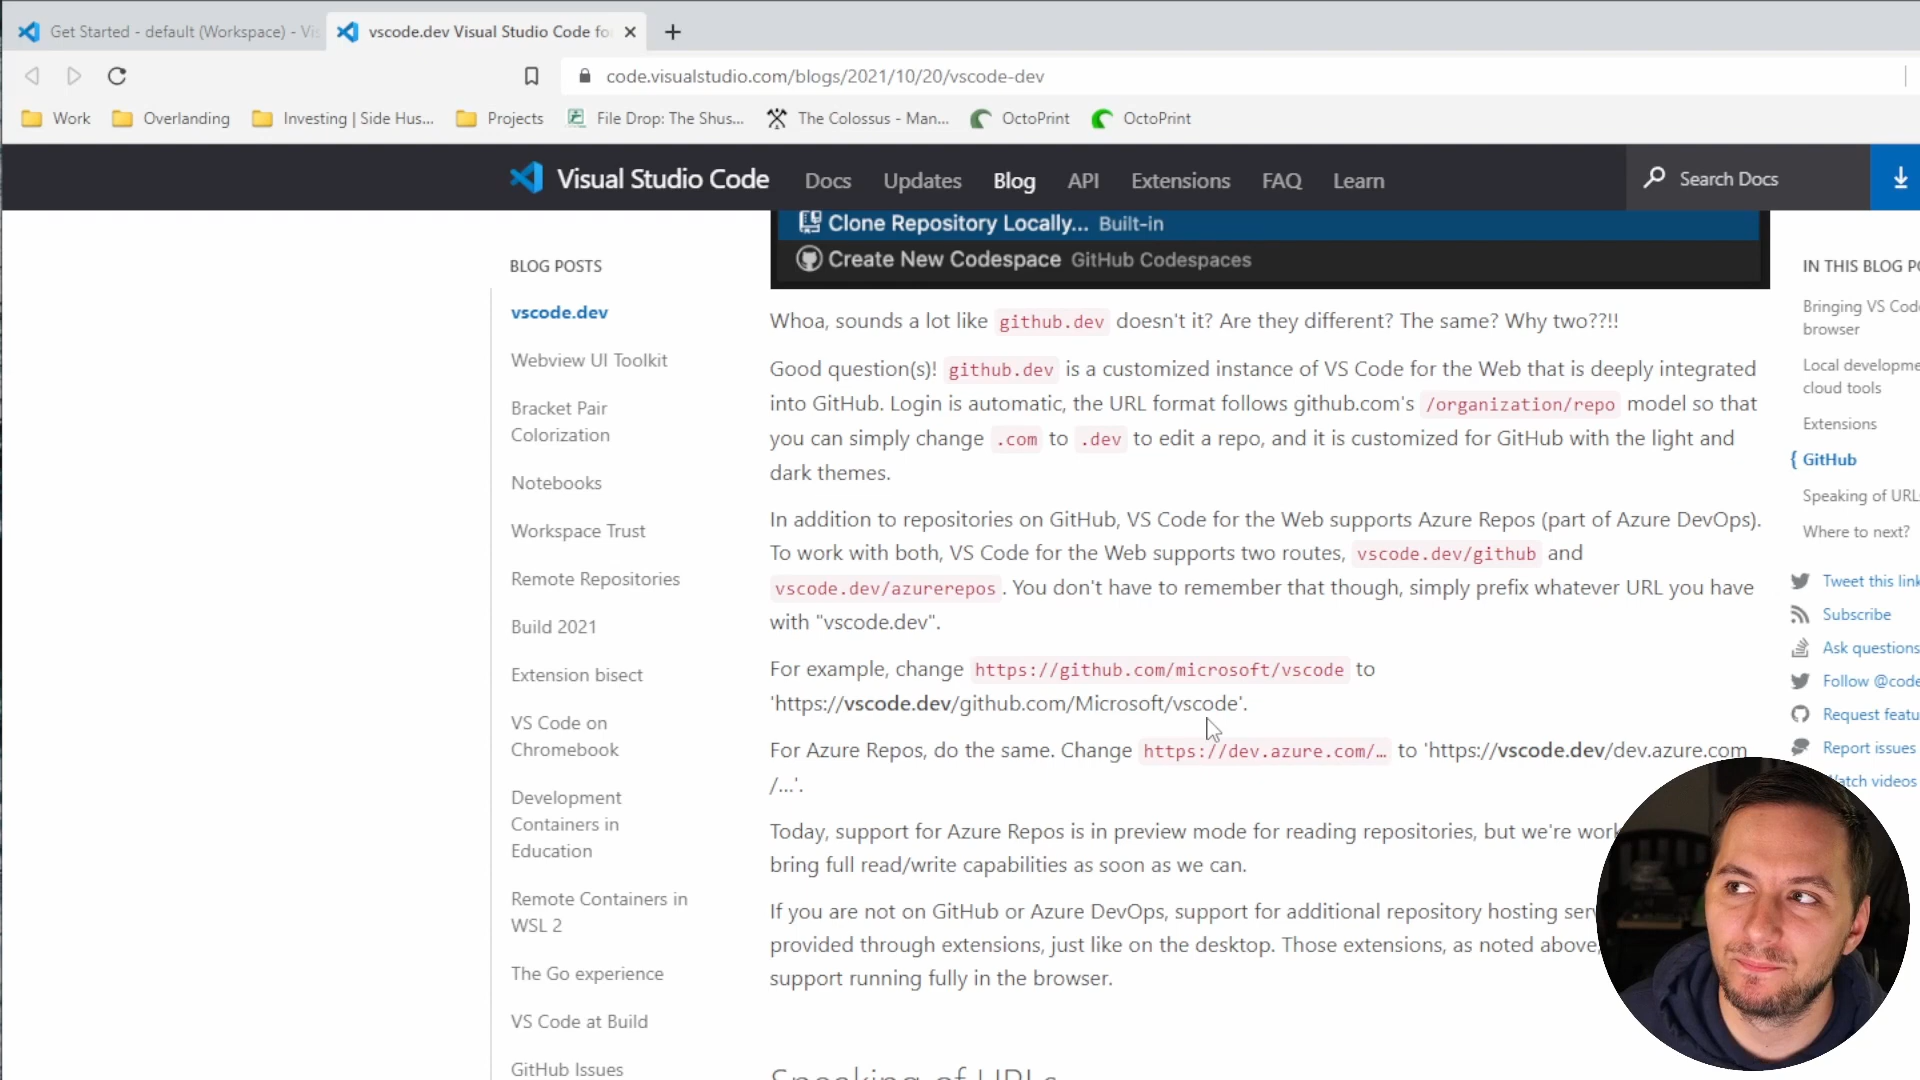 Get Started - default (Workspace) - Vis
vscode.dev Visual Studio Code fo
code.visualstudio.com/blogs/2021/10/20/vscode-dev
Work
Overlanding
Investing | Side Hus...
Projects
File Drop: The Shus...
The Colossus - Man...
OctoPrint
OctoPrint
Visual Studio Code
Docs
Updates
Blog
API
Extensions
FAQ
Learn
Search Docs
Clone Repository Locally... Built-in
Create New Codespace GitHub Codespaces
BLOG POSTS
vscode.dev
Webview UI Toolkit
Bracket Pair
Colorization
Notebooks
Workspace Trust
Remote Repositories
Build 2021
Extension bisect
VS Code on
Chromebook
Development
Containers in
Education
Remote Containers in
WSL 2
The Go experience
VS Code at Build
GitHub Issues
Whoa, sounds a lot like github.dev doesn't it? Are they different? The same? Why two??!!
Good question(s)! github.dev is a customized instance of VS Code for the Web that is deeply integrated
into GitHub. Login is automatic, the URL format follows github.com's /organization/repo model so that
you can simply change .com to .dev to edit a repo, and it is customized for GitHub with the light and
dark themes.
In addition to repositories on GitHub, VS Code for the Web supports Azure Repos (part of Azure DevOps).
To work with both, VS Code for the Web supports two routes, vscode.dev/github and
vscode.dev/azurerepos. You don't have to remember that though, simply prefix whatever URL you have
with "vscode.dev".
For example, change https://github.com/microsoft/vscode to
'https://vscode.dev/github.com/Microsoft/vscode'.
For Azure Repos, do the same. Change https://dev.azure.com/… to 'https://vscode.dev/dev.azure.com
/...'.
Today, support for Azure Repos is in preview mode for reading repositories, but we're work
bring full read/write capabilities as soon as we can.
If you are not on GitHub or Azure DevOps, support for additional repository hosting ser
provided through extensions, just like on the desktop. Those extensions, as noted above,
support running fully in the browser.
Speaking of URLs
IN THIS BLOG PO
Bringing VS Code
browser
Local developme
cloud tools
Extensions
{ GitHub
Speaking of URLs
Where to next?
Tweet this link
Subscribe
Ask questions
Follow @code
Request featu
Report issues
Watch videos